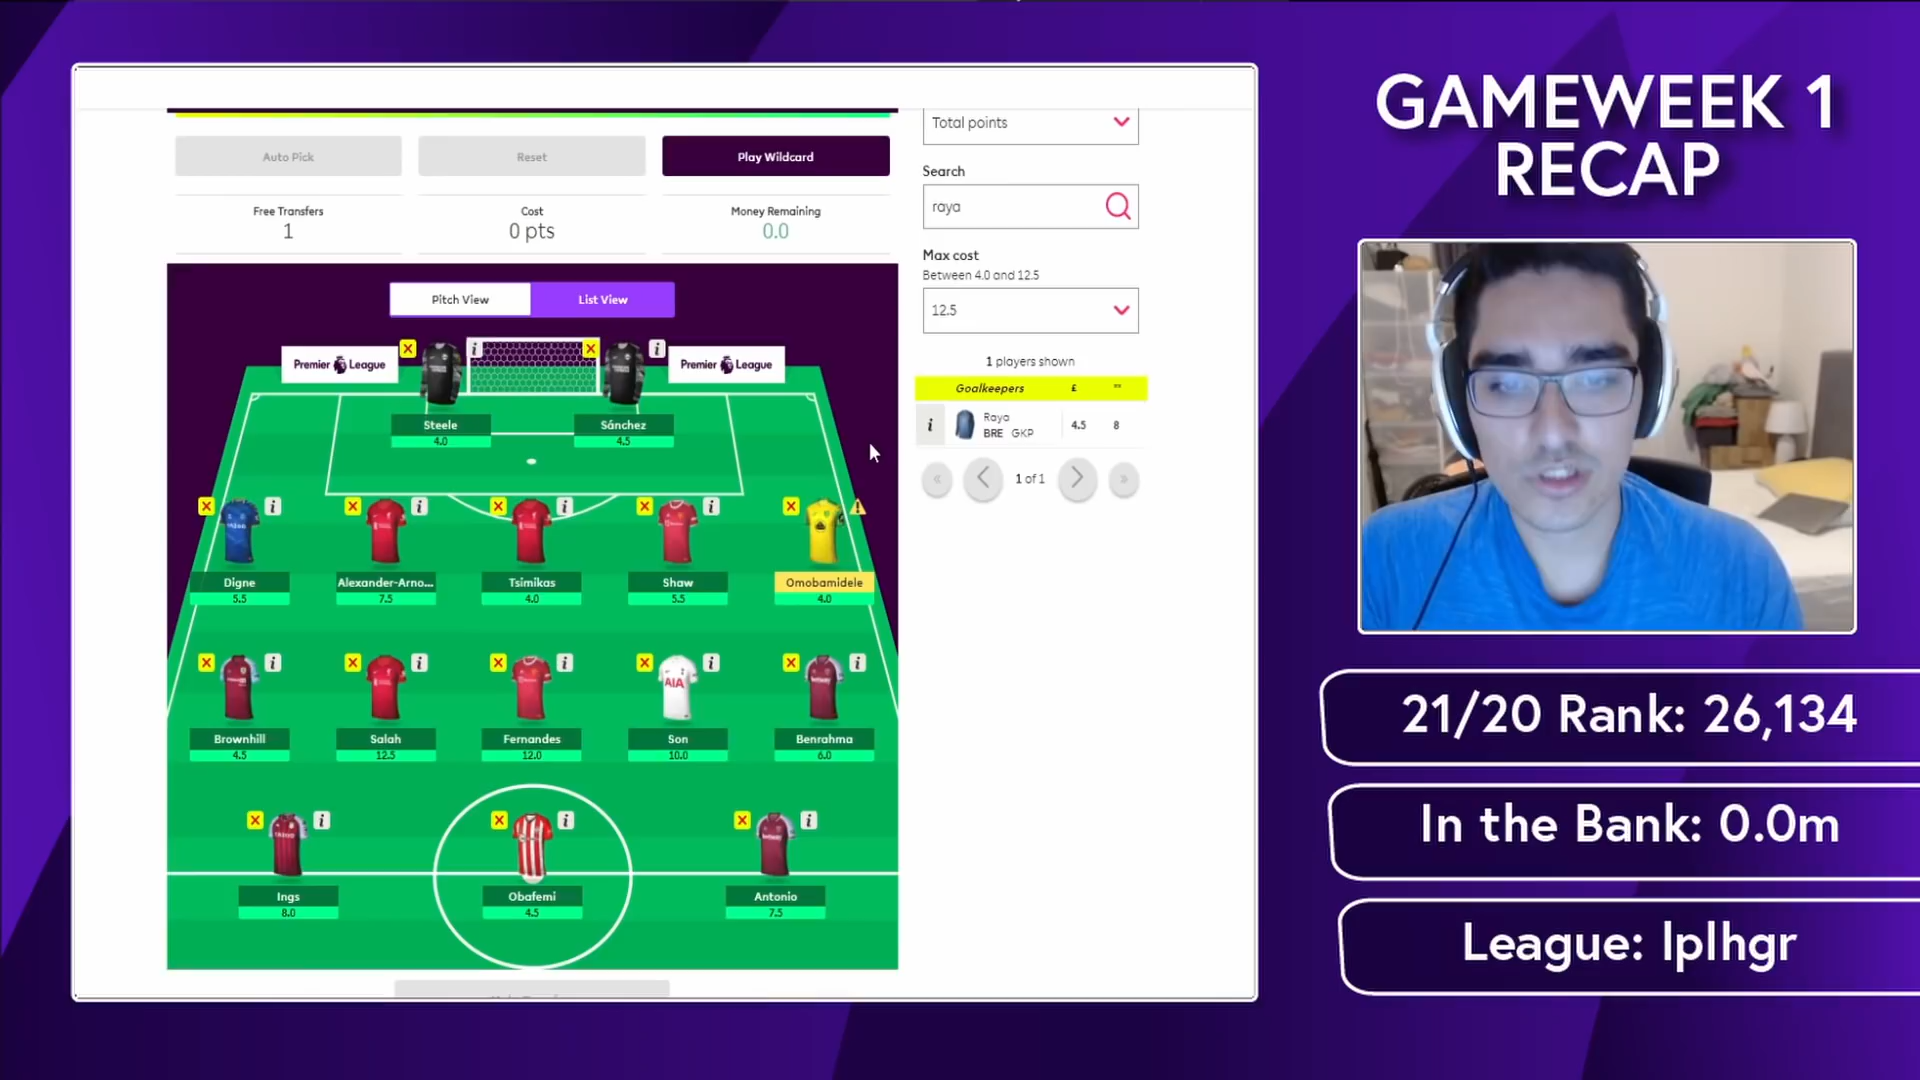 GAMEWEEK 1
RECAP
Total points
Auto Pick
Reset
Play Wildcard
Search
raya
Free Transfers
Cost
Money Remaining
1
0 pts
0.0
Max cost
Between 4.0 and 12.5
12.5
Pitch View
List View
Premier League
Premier League
1 players shown
Goalkeepers £ **
i Raya
BRE GKP 4.5 8
« 1 of 1 »
Steele
4.0
Sánchez
4.5
Digne
5.5
Alexander-Arno...
7.5
Tsimikas
4.0
Shaw
5.5
Omobamidele
4.0
AIA
Brownhill
4.5
Salah
12.5
Fernandes
12.0
Son
10.0
Benrahma
6.0
Ings
8.0
Obafemi
4.5
Antonio
7.5
21/20 Rank: 26,134
In the Bank: 0.0m
League: lplhgr